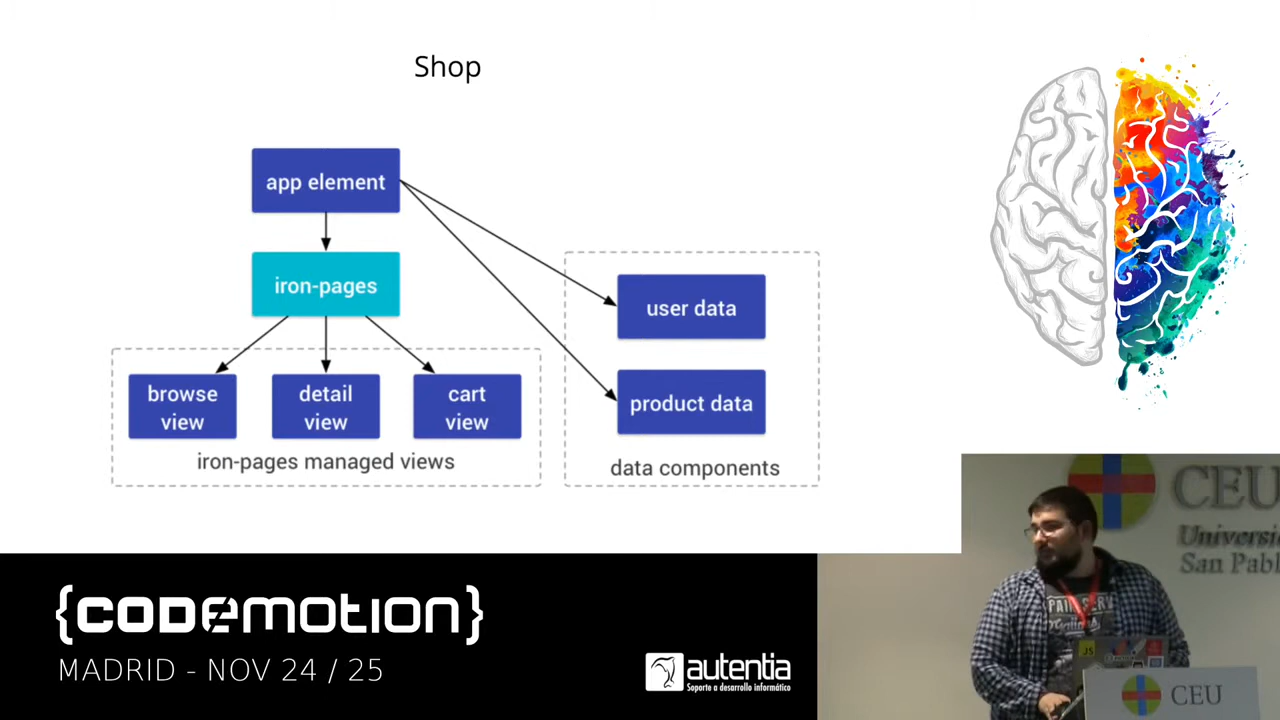 Shop
app element
iron-pages
browse
view
detail
view
cart
view
iron-pages managed views
user data
product data
data components
{CODEMOTION}
MADRID - NOV 24 / 25
autentia
Soporte a desarrollo informático
CEU
Universi
San Pabl
JS
CEU